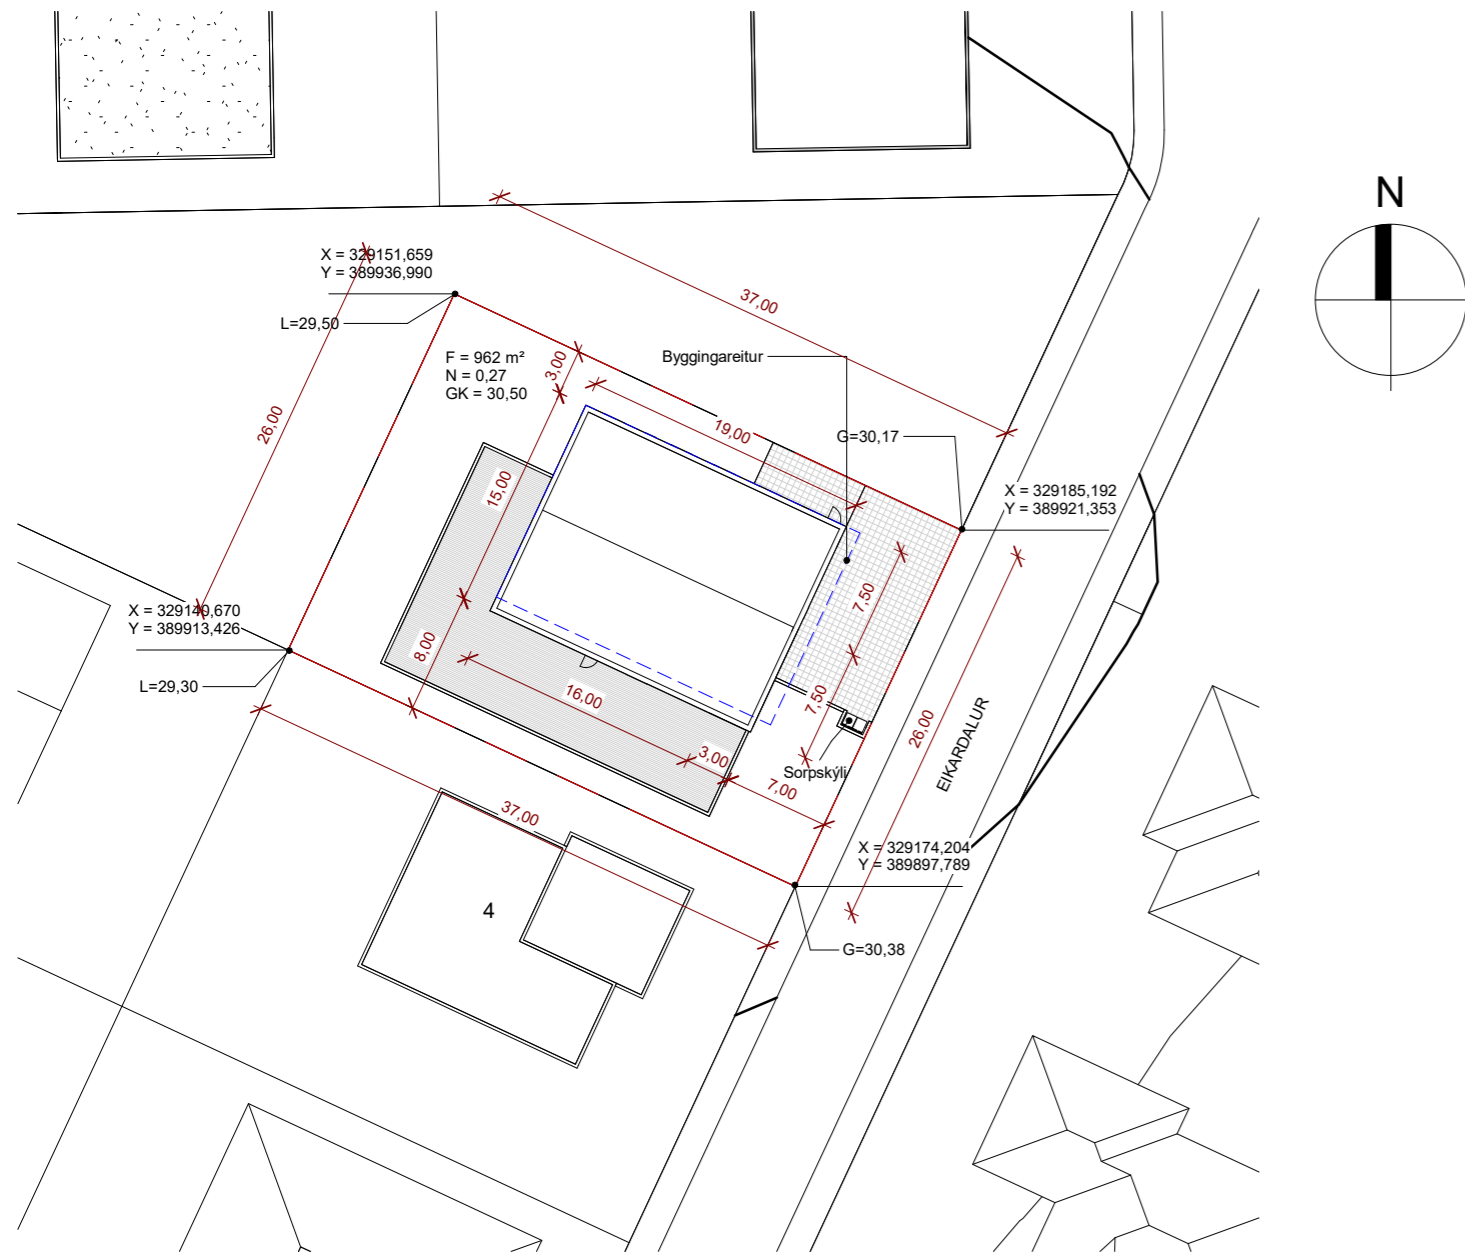 N
X = 329151,659
Y = 389936,990
37,00
L=29,50
F = 962 m²
N = 0,27
GK = 30,50
3,00
Byggingareitur
26,00
19,00
G=30,17
15,00
X = 329185,192
Y = 389921,353
7,50
X = 329140,670
Y = 389913,426
8,00
L=29,30
16,00
7,50
26,00
EIKARDALUR
3,00
Sorpskýli
7,00
37,00
X = 329174,204
Y = 389897,789
4
G=30,38